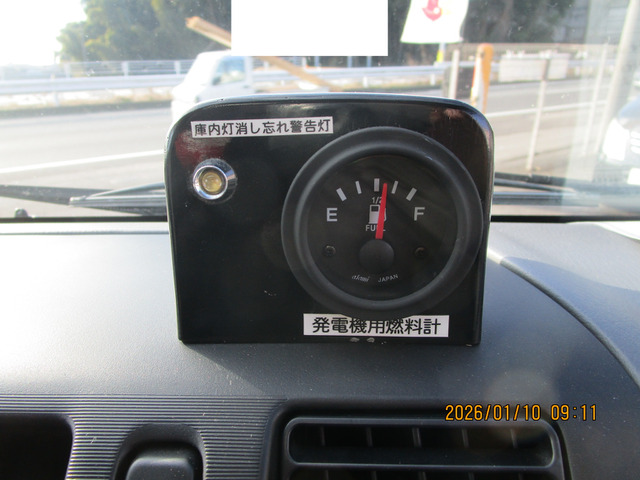 庫内灯消し忘れ警告灯
E 1/2 F
FUEL
JAPAN
発電機用燃料計
2026/01/10 09:11